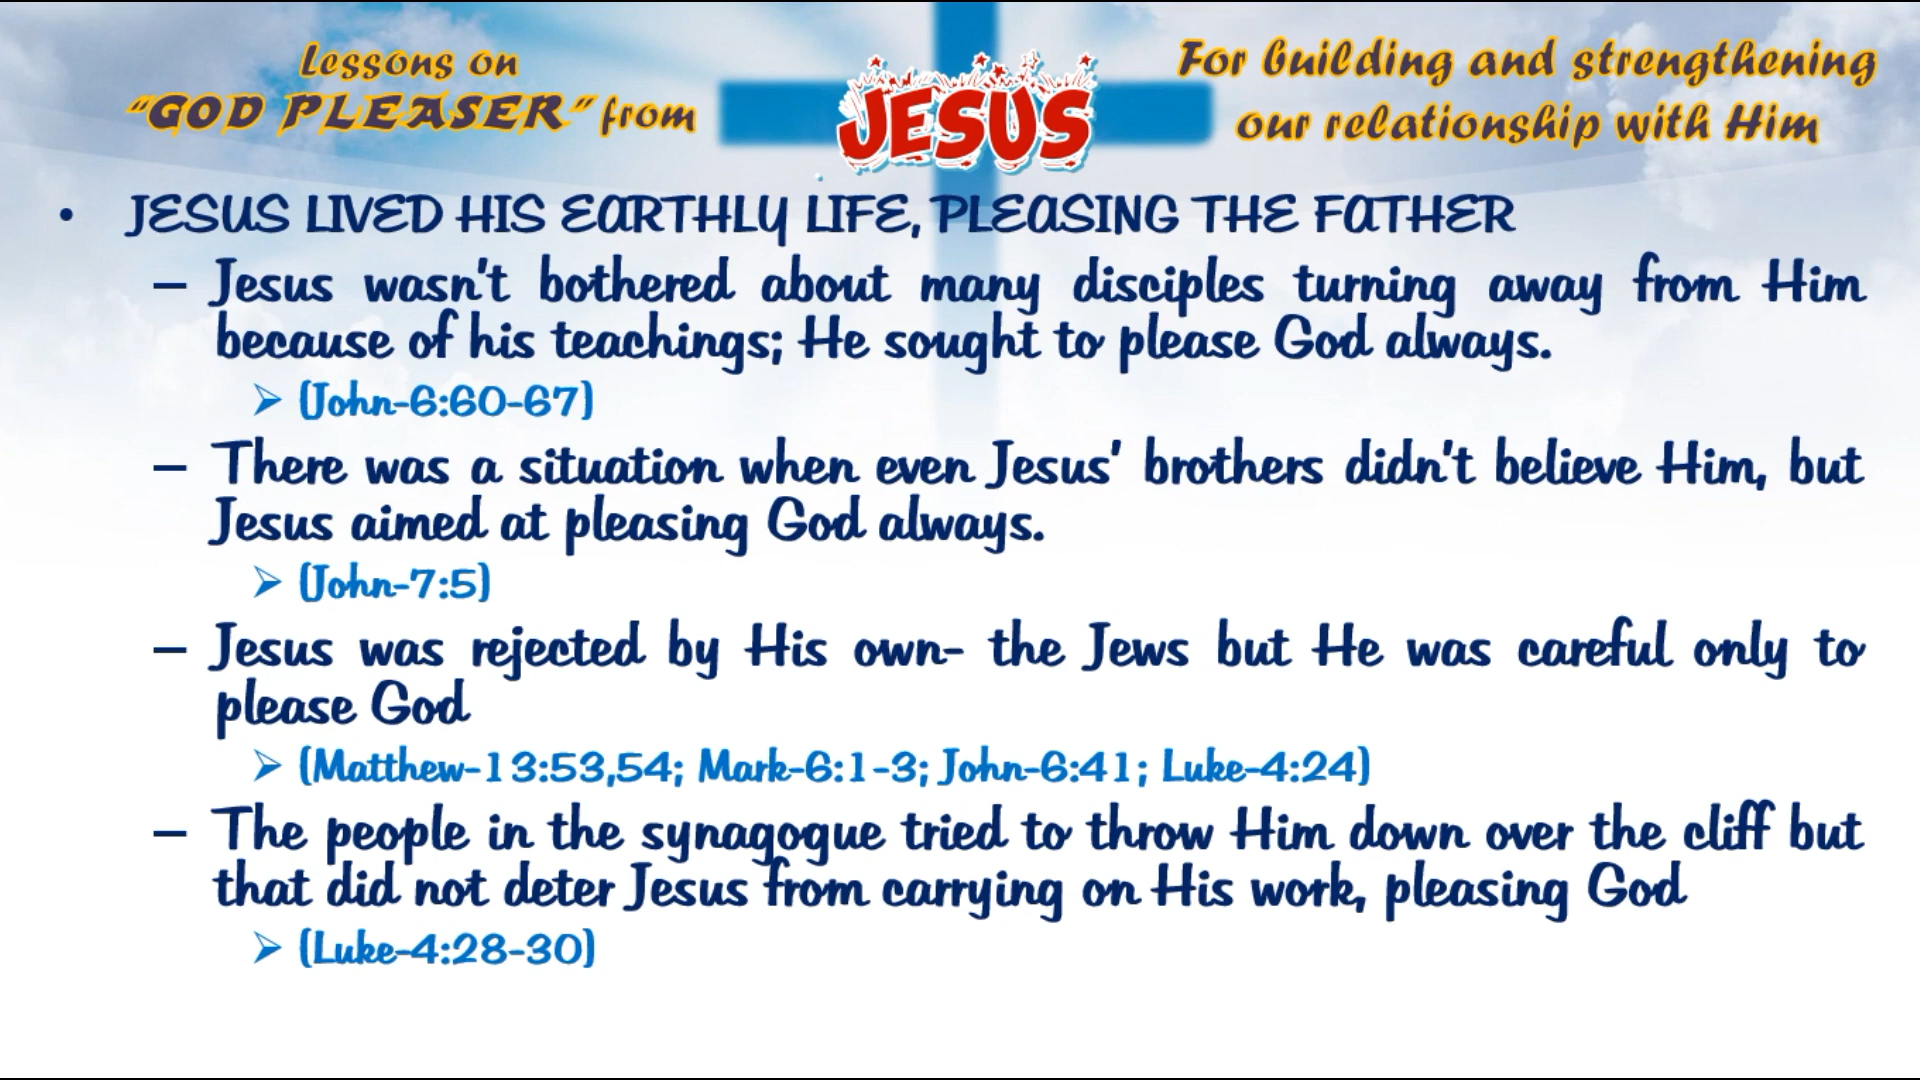 Lessons on
“GOD PLEASER” from
JESUS
For building and strengthening
our relationship with Him
• JESUS LIVED HIS EARTHLY LIFE, PLEASING THE FATHER
– Jesus wasn't bothered about many disciples turning away from Him
because of his teachings; He sought to please God always.
➢ (John-6:60-67)
– There was a situation when even Jesus' brothers didn't believe Him, but
Jesus aimed at pleasing God always.
➢ (John-7:5)
– Jesus was rejected by His own- the Jews but He was careful only to
please God
➢ (Matthew-13:53,54; Mark-6:1-3; John-6:41; Luke-4:24)
– The people in the synagogue tried to throw Him down over the cliff but
that did not deter Jesus from carrying on His work, pleasing God
➢ (Luke-4:28-30)